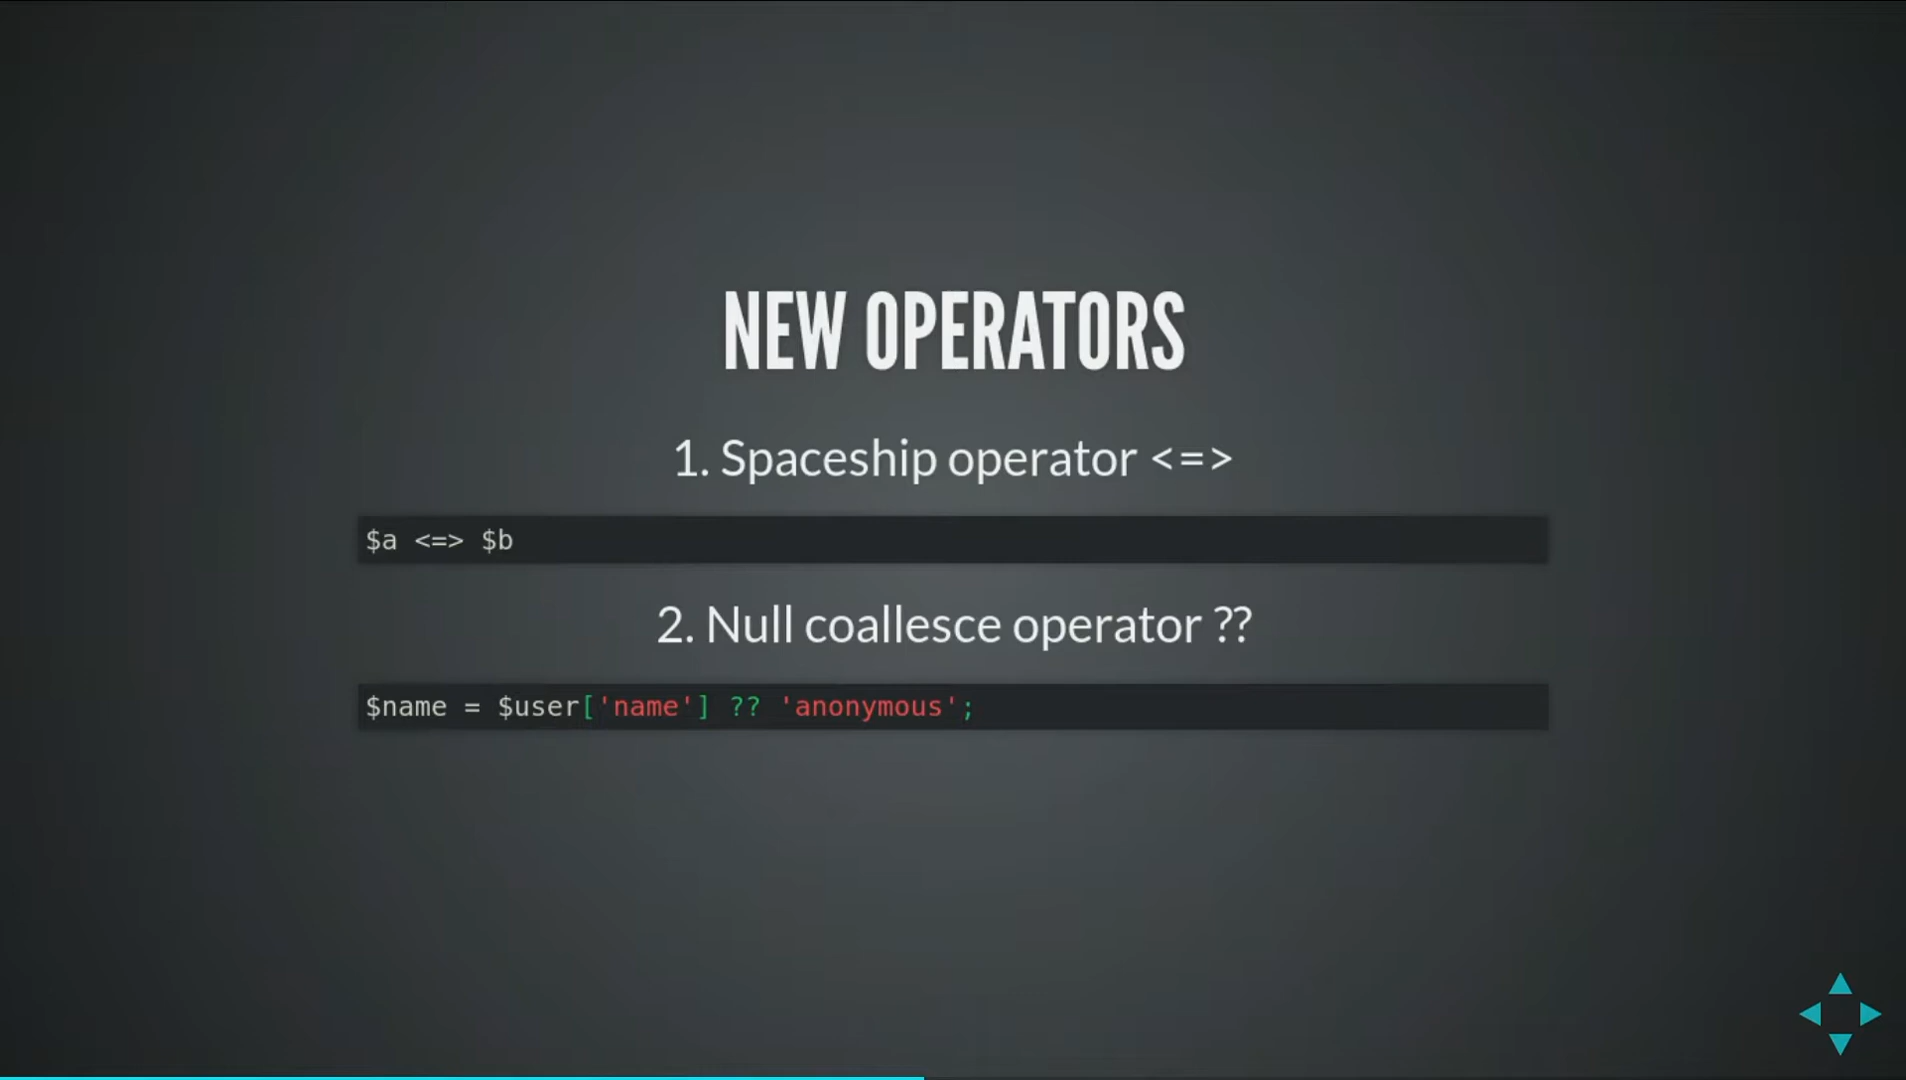 NEW OPERATORS
1. Spaceship operator <=>
$a <=> $b
2. Null coallesce operator ??
$name = $user['name'] ?? 'anonymous';